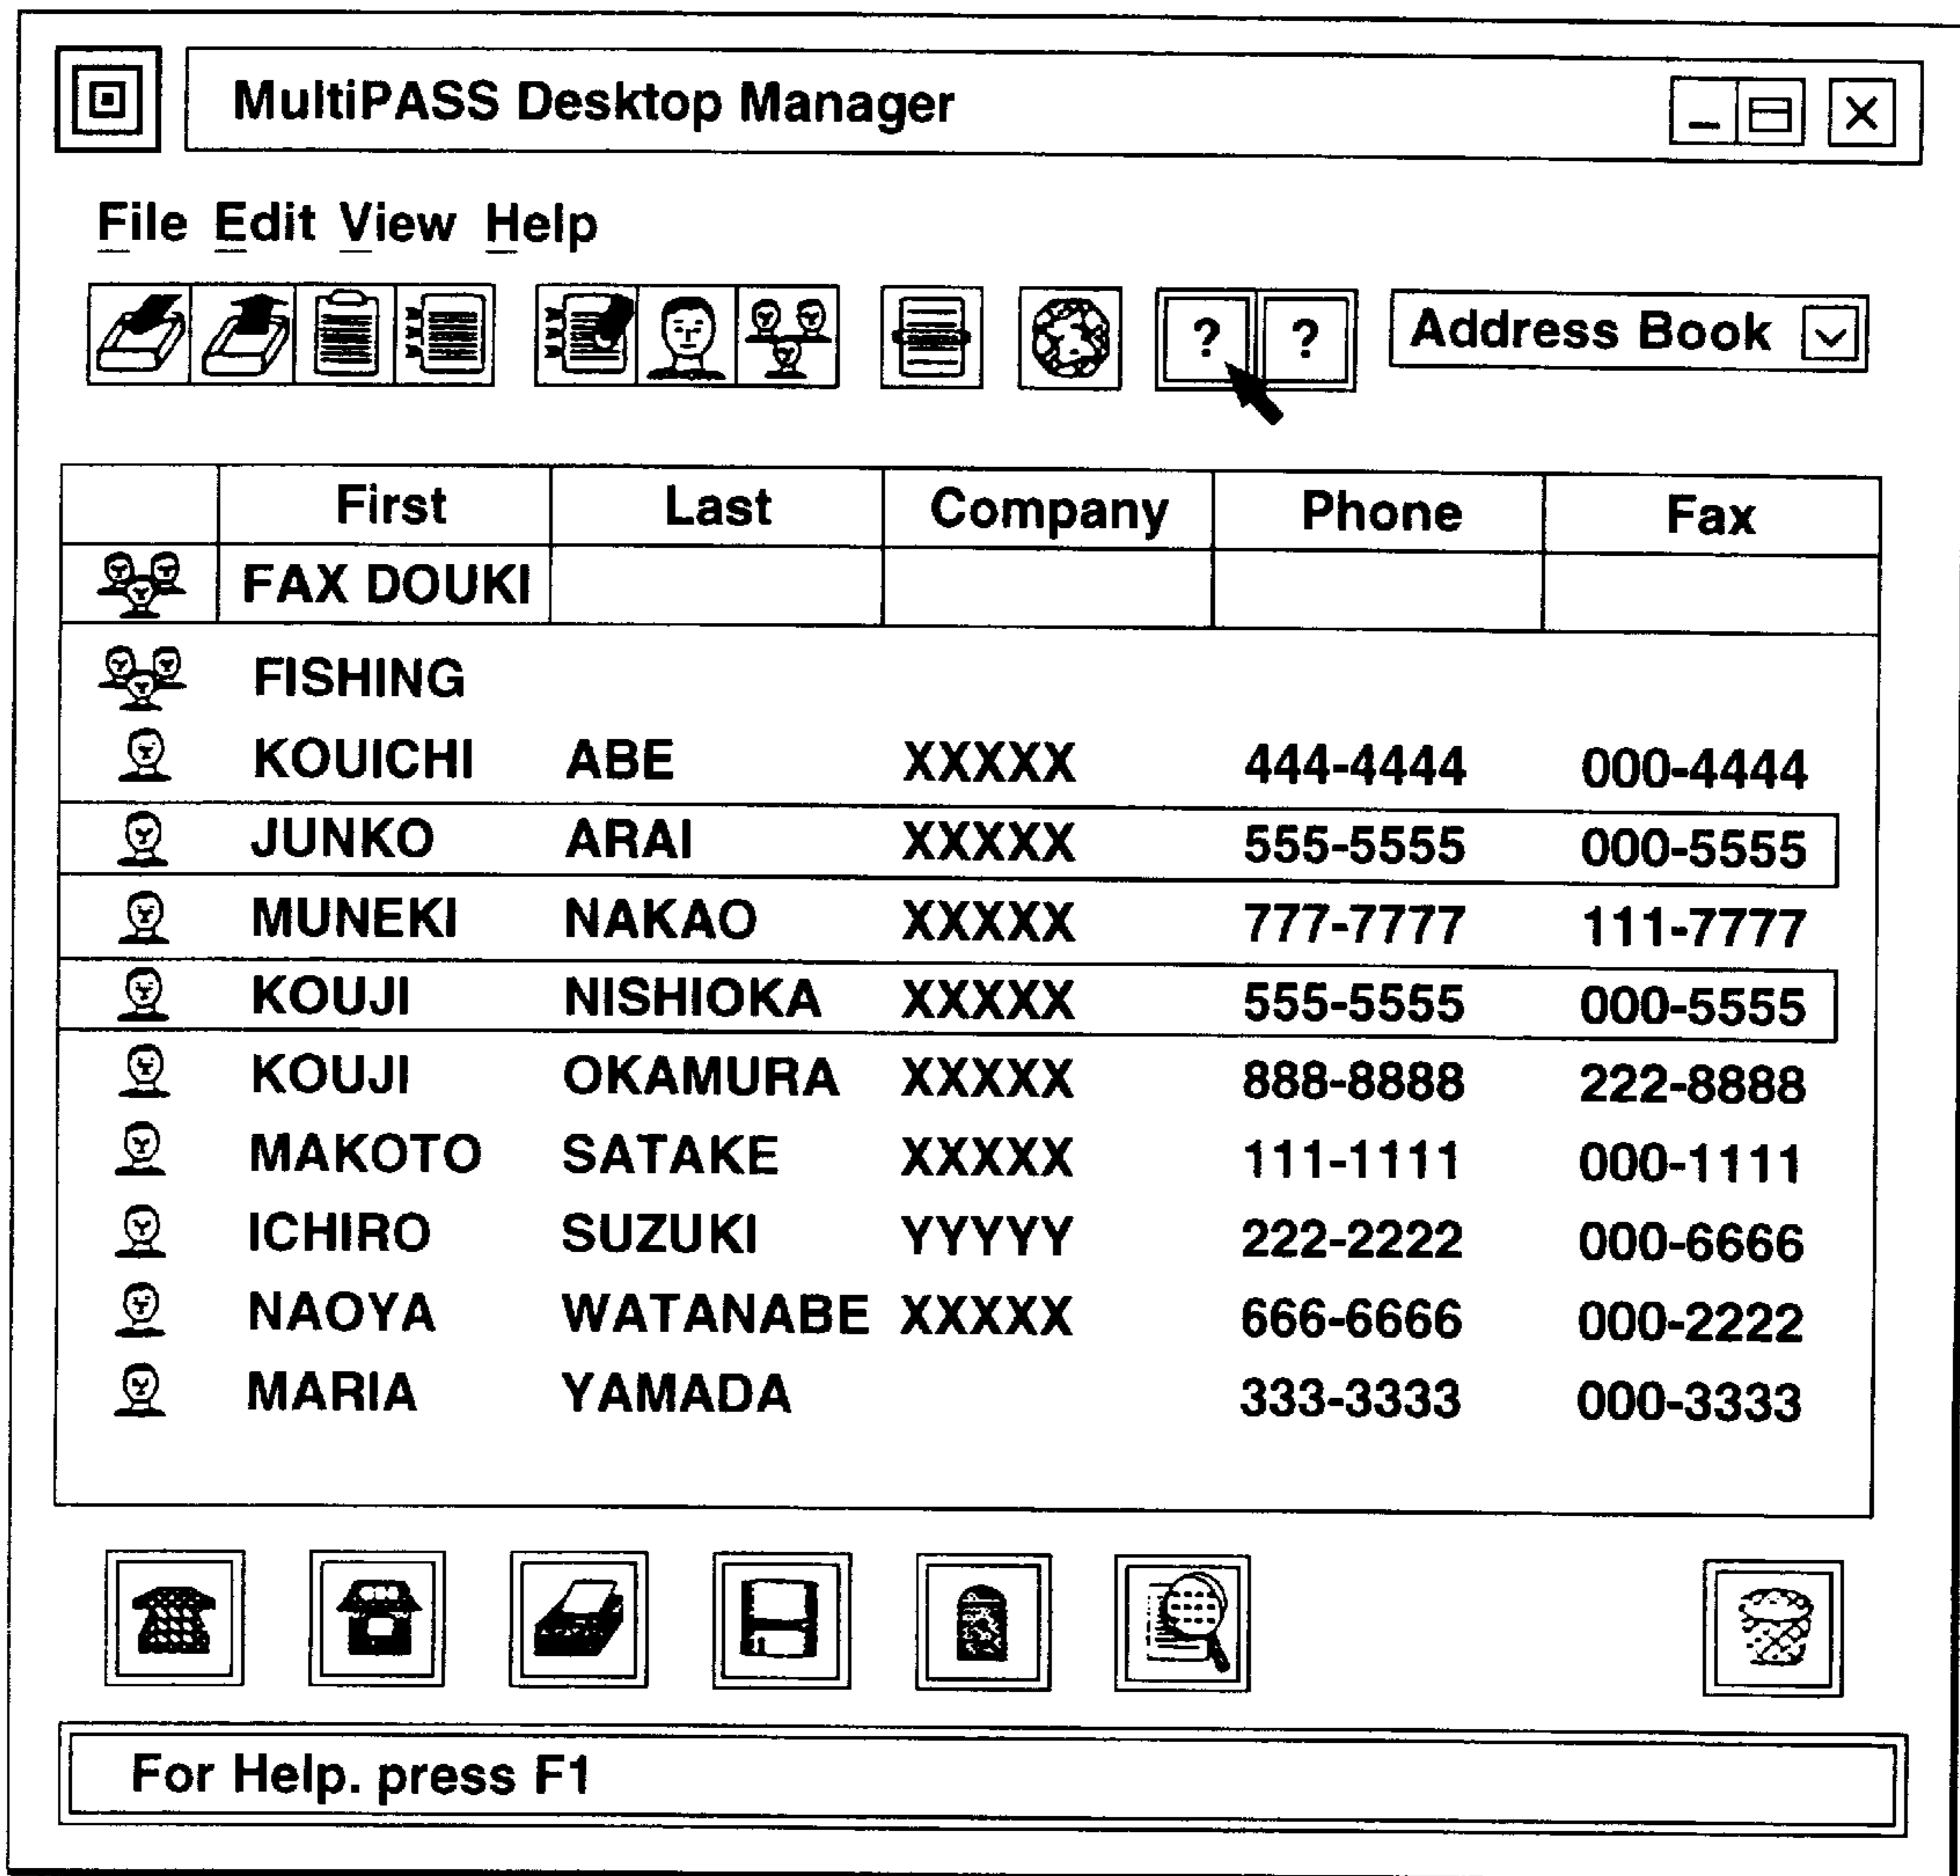 MultiPASS Desktop Manager
File Edit View Help
? ? Address Book
First Last Company Phone Fax
FAX DOUKI
FISHING
KOUICHI ABE XXXXX 444-4444 000-4444
JUNKO ARAI XXXXX 555-5555 000-5555
MUNEKI NAKAO XXXXX 777-7777 111-7777
KOUJI NISHIOKA XXXXX 555-5555 000-5555
KOUJI OKAMURA XXXXX 888-8888 222-8888
MAKOTO SATAKE XXXXX 111-1111 000-1111
ICHIRO SUZUKI YYYYY 222-2222 000-6666
NAOYA WATANABE XXXXX 666-6666 000-2222
MARIA YAMADA 333-3333 000-3333
For Help. press F1